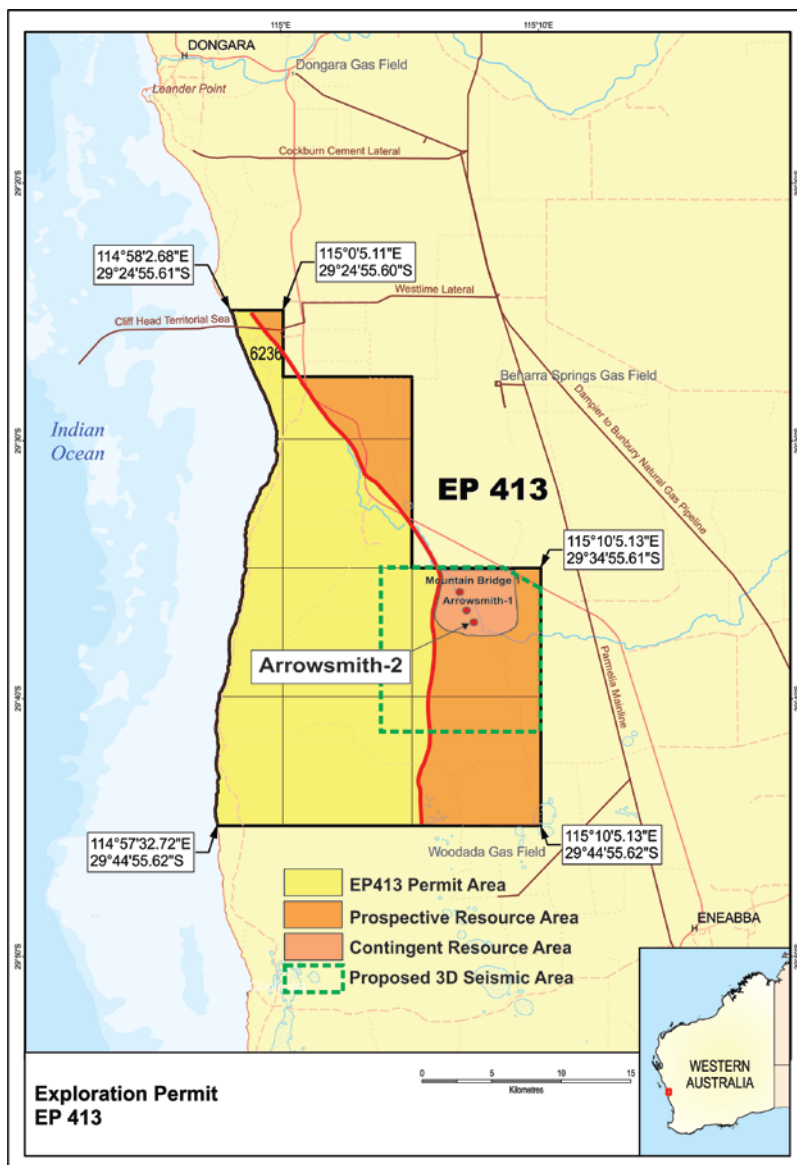 115°E
115°10'E
DONGARA
Dongara Gas Field
Leander Point
Cockburn Cement Lateral
29°20'S
29°20'S
114°58'2.68"E
29°24'55.61"S
115°0'5.11"E
29°24'55.60"S
Westlime Lateral
Cliff Head Territorial Sea
6236
Beharra Springs Gas Field
Dampier to Bunbury Natural Gas Pipeline
Indian
Ocean
29°30'S
29°30'S
EP 413
115°10'5.13"E
29°34'55.61"S
Mountain Bridge 1
Arrowsmith-1
Arrowsmith-2
Parmelia Mainline
29°40'S
29°40'S
114°57'32.72"E
29°44'55.62"S
115°10'5.13"E
29°44'55.62"S
Woodada Gas Field
EP413 Permit Area
Prospective Resource Area
Contingent Resource Area
Proposed 3D Seismic Area
ENEABBA
29°50'S
0 5 10 15
Kilometres
WESTERN
AUSTRALIA
Exploration Permit
EP 413